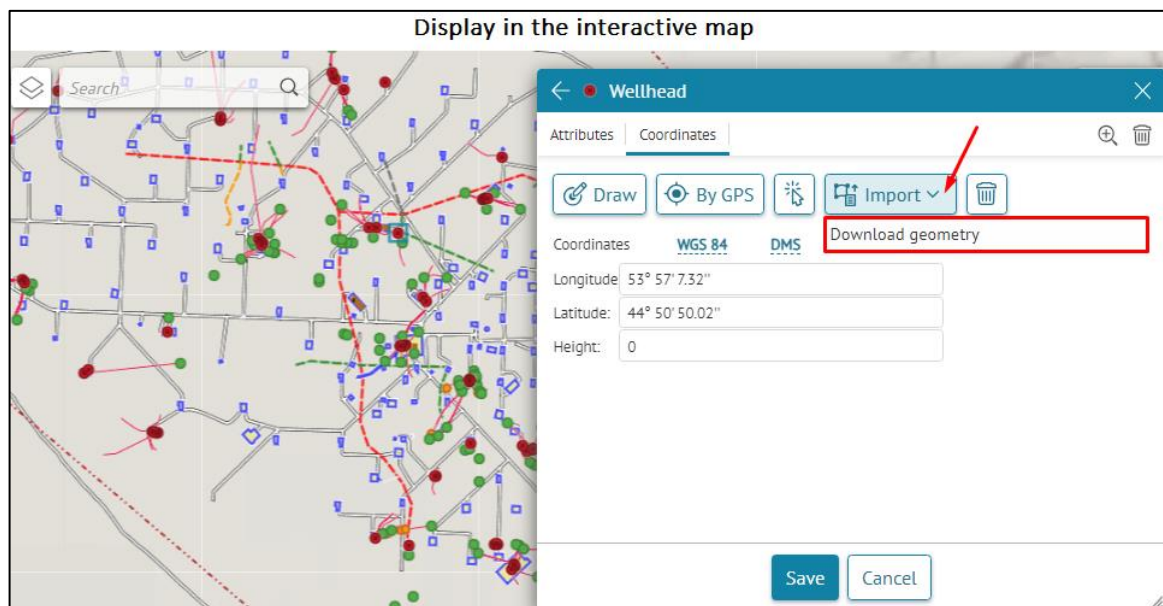 Display in the interactive map
Search
Wellhead
Attributes Coordinates
Draw By GPS Import
Download geometry
Coordinates WGS 84 DMS
Longitude 53° 57' 7.32''
Latitude: 44° 50' 50.02''
Height: 0
Save Cancel